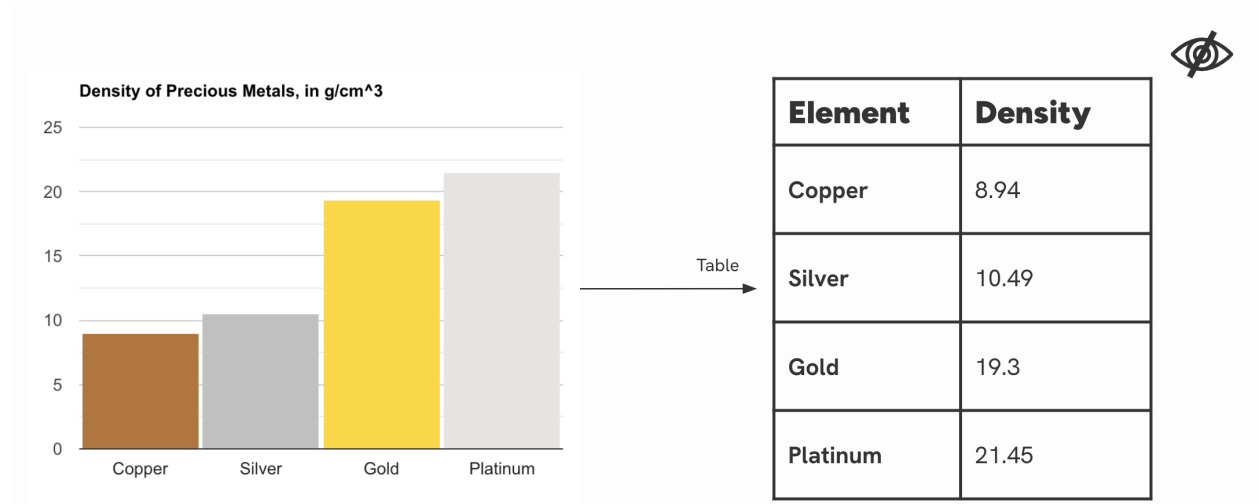 Density of Precious Metals, in g/cm^3
25
20
15
10
5
0
Copper Silver Gold Platinum
Table
Element Density
Copper 8.94
Silver 10.49
Gold 19.3
Platinum 21.45